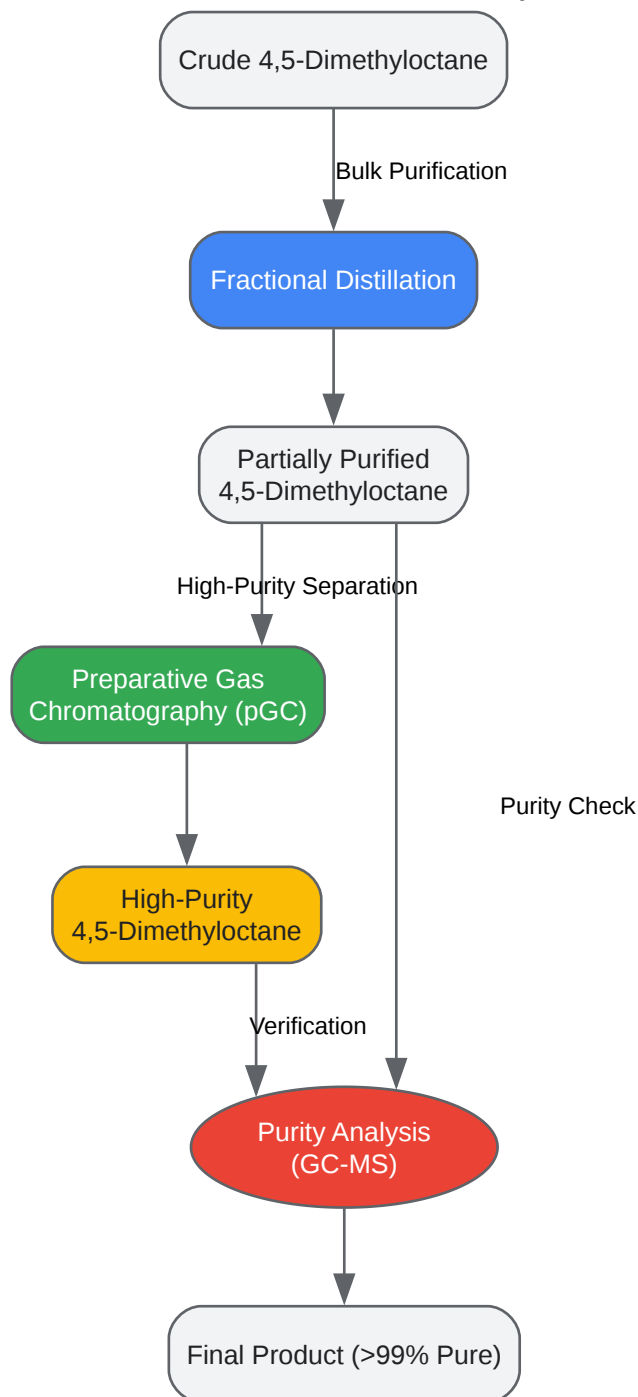 Crude 4,5-Dimethyloctane
Bulk Purification
Fractional Distillation
Partially Purified
4,5-Dimethyloctane
High-Purity Separation
Preparative Gas
Chromatography (pGC)
Purity Check
High-Purity
4,5-Dimethyloctane
Verification
Purity Analysis
(GC-MS)
Final Product (>99% Pure)